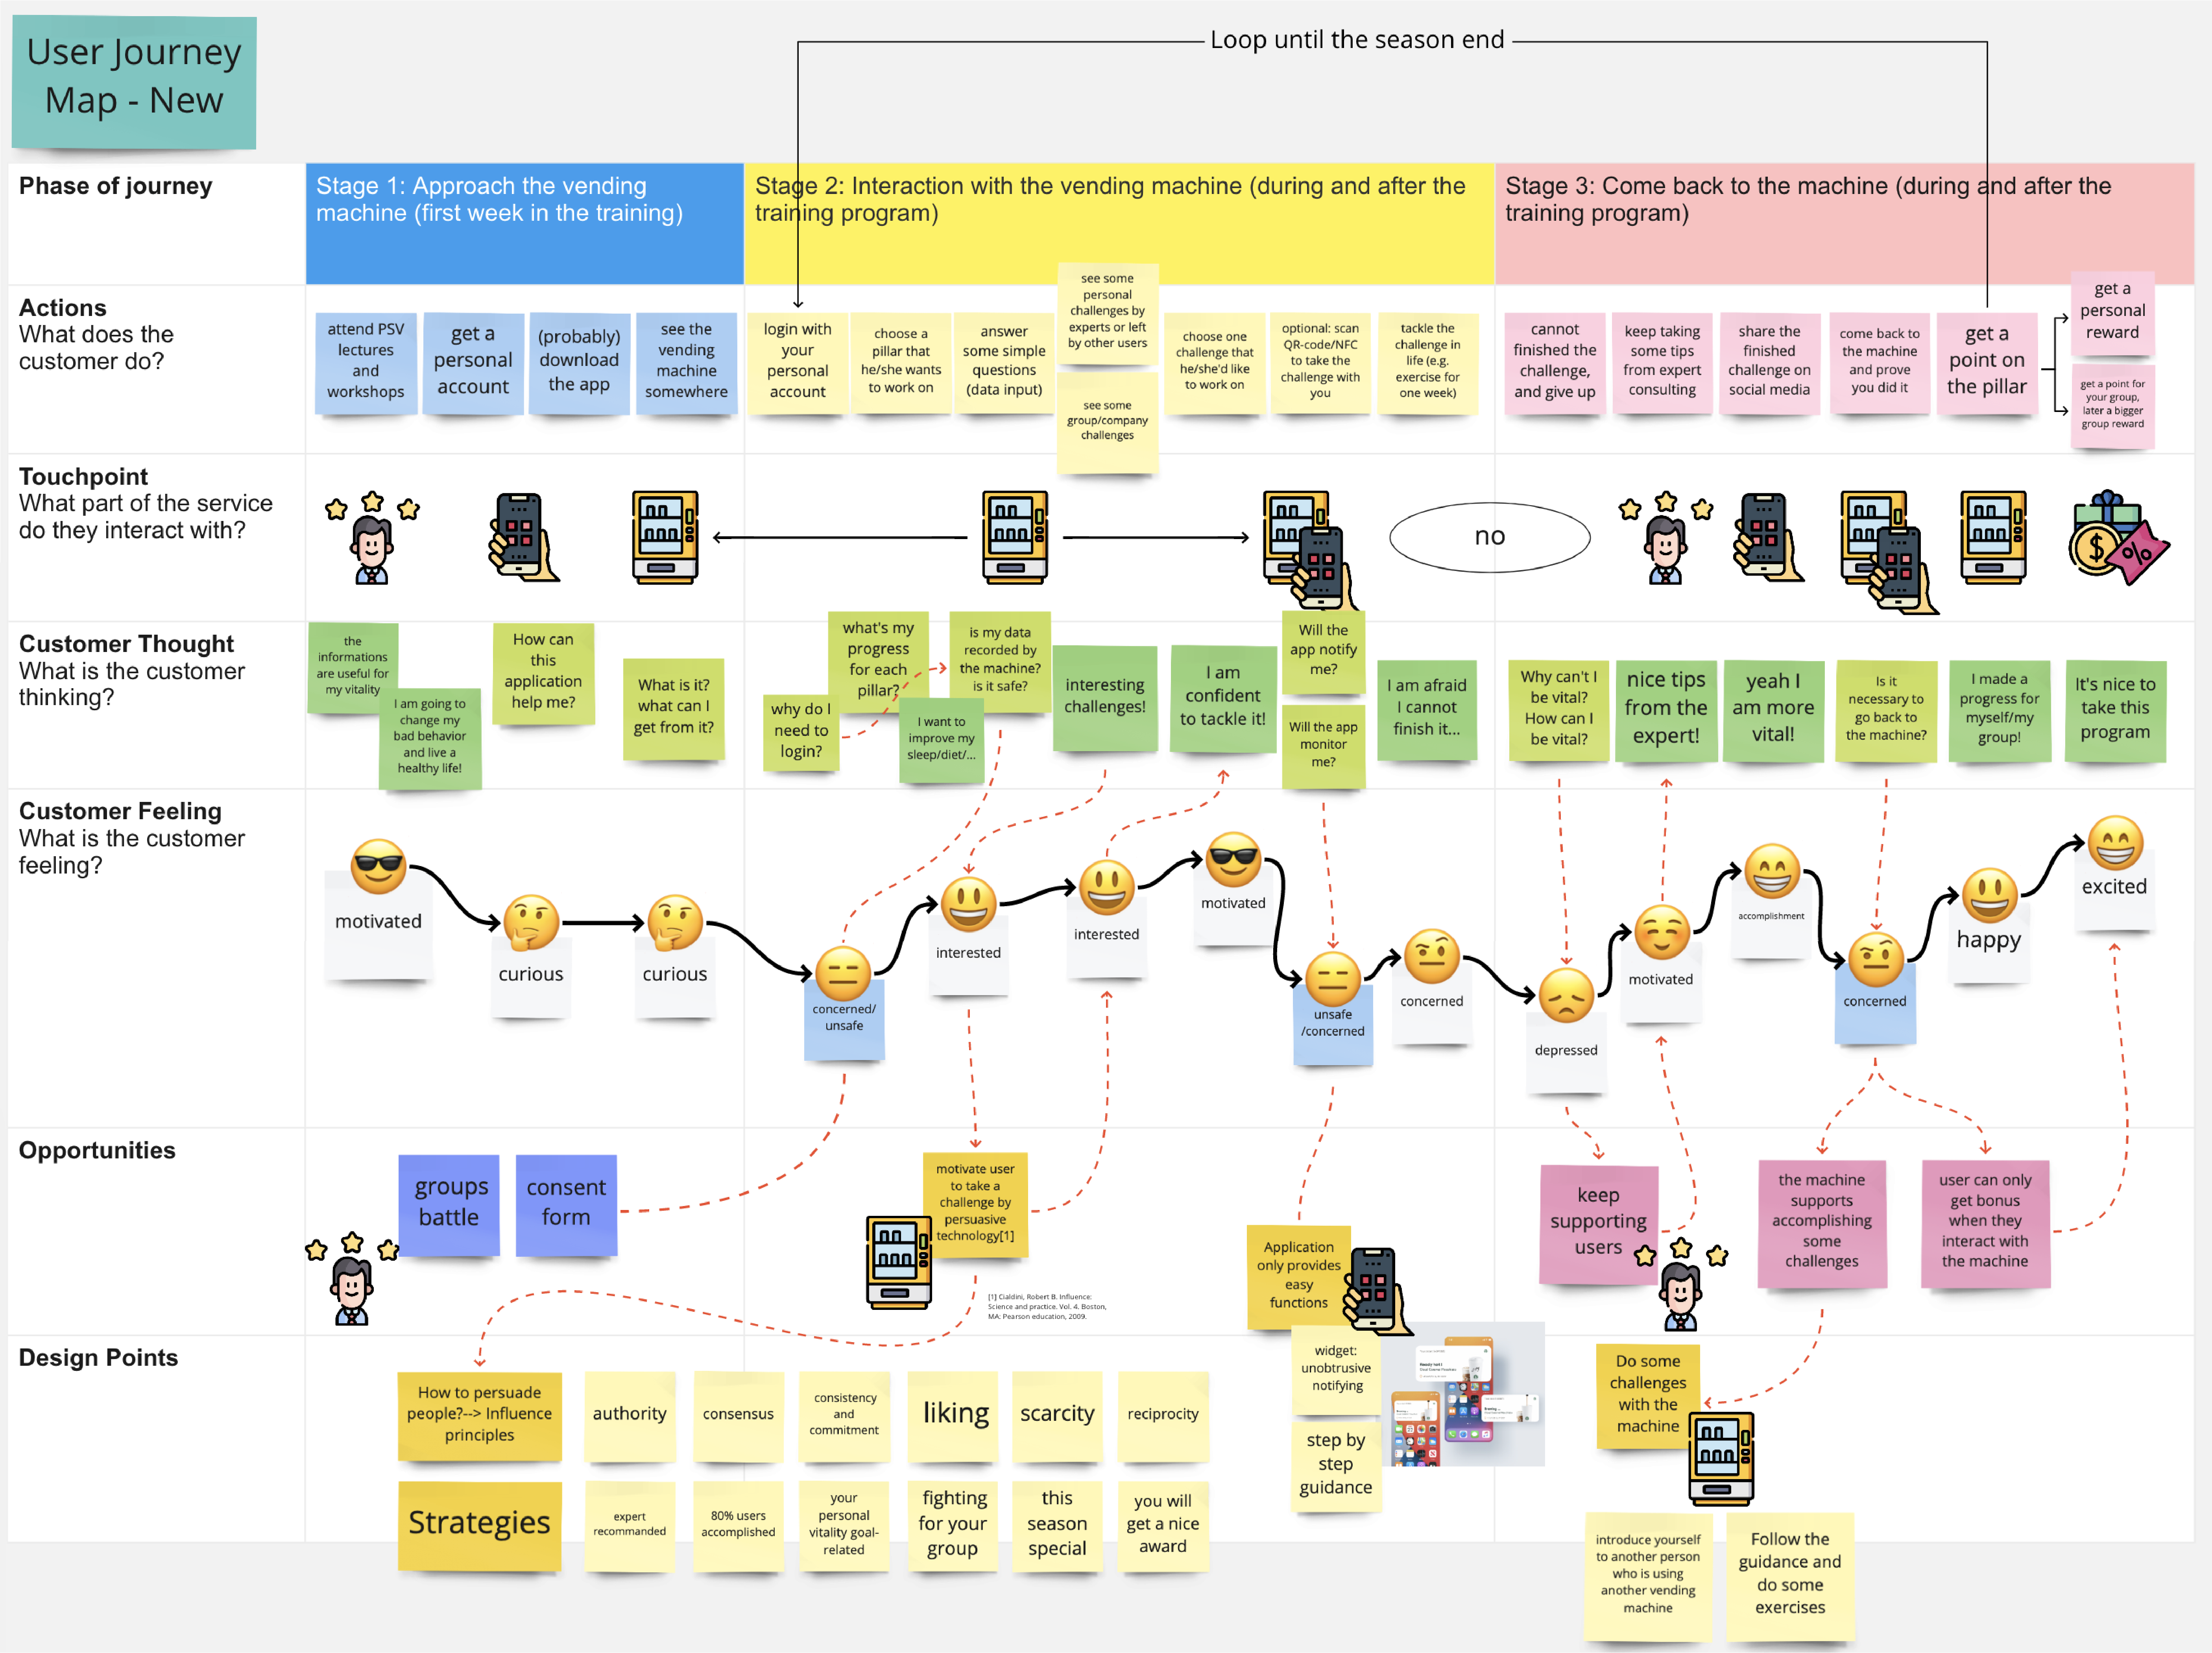 User Journey
Map - New
Loop until the season end
Phase of journey
Stage 1: Approach the vending
machine (first week in the training)
Stage 2: Interaction with the vending machine (during and after the
training program)
Stage 3: Come back to the machine (during and after the
training program)
Actions
What does the
customer do?
attend PSV
lectures
and
workshops
get a
personal
account
(probably)
download
the app
see the
vending
machine
somewhere
login with
your
personal
account
choose a
pillar that
he/she wants
to work on
answer
some simple
questions
(data input)
see some
personal
challenges by
experts or left
by other users
see some
group/company
challenges
choose one
challenge that
he/she'd like
to work on
optional: scan
QR-code/NFC
to take the
challenge with
you
tackle the
challenge in
life (e.g.
exercise for
one week)
cannot
finished the
challenge,
and give up
keep taking
some tips
from expert
consulting
share the
finished
challenge on
social media
come back to
the machine
and prove
you did it
get a
point on
the pillar
get a
personal
reward
get a point for
your group,
later a bigger
group reward
Touchpoint
What part of the service
do they interact with?
no
$
%
Customer Thought
What is the customer
thinking?
the
informations
are useful for
my vitality
I am going to
change my
bad behavior
and live a
healthy life!
How can
this
application
help me?
What is it?
what can I
get from it?
why do I
need to
login?
what's my
progress
for each
pillar?
I want to
improve my
sleep/diet/...
is my data
recorded by
the machine?
is it safe?
interesting
challenges!
I am
confident
to tackle it!
Will the
app notify
me?
Will the app
monitor
me?
I am afraid
I cannot
finish it...
Why can't I
be vital?
How can I
be vital?
nice tips
from the
expert!
yeah I
am more
vital!
Is it
necessary to
go back to
the machine?
I made a
progress for
myself/my
group!
It's nice to
take this
program
Customer Feeling
What is the customer
feeling?
motivated
curious
curious
concerned/
unsafe
interested
interested
motivated
unsafe
/concerned
concerned
depressed
motivated
accomplishment
concerned
happy
excited
Opportunities
groups
battle
consent
form
motivate user
to take a
challenge by
persuasive
technology[1]
[1] Cialdini, Robert B. Influence:
Science and practice. Vol. 4. Boston,
MA: Pearson education, 2009.
Application
only provides
easy
functions
keep
supporting
users
the machine
supports
accomplishing
some
challenges
user can only
get bonus
when they
interact with
the machine
Design Points
How to persuade
people?--> Influence
principles
authority
consensus
consistency
and
commitment
liking
scarcity
reciprocity
Strategies
expert
recommanded
80% users
accomplished
your
personal
vitality goal-
related
fighting
for your
group
this
season
special
you will
get a nice
award
widget:
unobtrusive
notifying
step by
step
guidance
Do some
challenges
with the
machine
introduce yourself
to another person
who is using
another vending
machine
Follow the
guidance and
do some
exercises